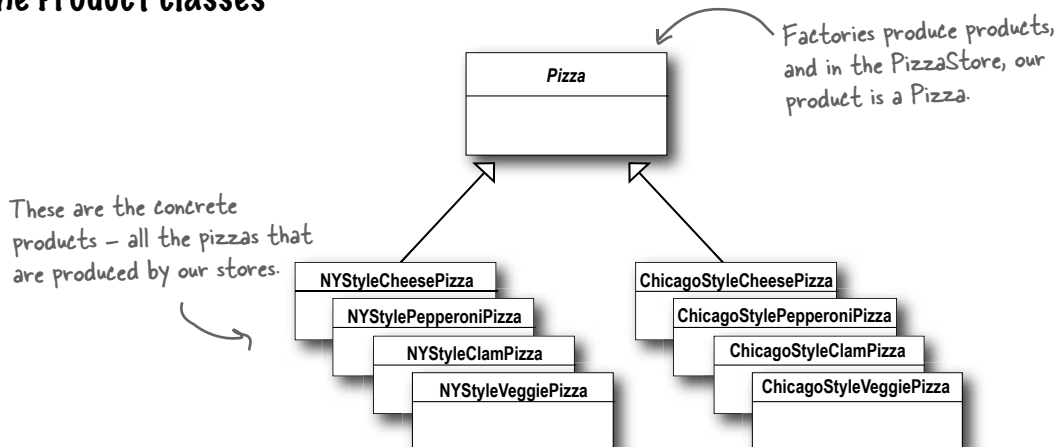 The Product classes
Factories produce products,
and in the PizzaStore, our
product is a Pizza.
Pizza
These are the concrete
products – all the pizzas that
are produced by our stores.
NYStyleCheesePizza
NYStylePepperoniPizza
NYStyleClamPizza
NYStyleVeggiePizza
ChicagoStyleCheesePizza
ChicagoStylePepperoniPizza
ChicagoStyleClamPizza
ChicagoStyleVeggiePizza